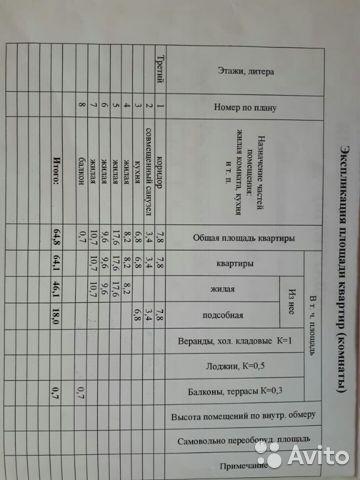 Экспликация площади квартир (комнаты)
Этажи, литера | Номер по плану | Назначение частей помещения: жилая комната, кухня и т. п. | Общая площадь квартиры | В т. ч. площадь | Высота помещений по внутр. обмеру | Самовольно переоборуд. площадь | Примечание
квартиры | Из нее | Веранды, хол. кладовые К=1 | Лоджии, К=0,5 | Балконы, террасы К=0,3
жилая | подсобная
Третий 1 коридор 7,8 7,8 7,8
2 совмещенный санузел 3,4 3,4 3,4
3 кухня 6,8 6,8 6,8
4 жилая 8,2 8,2 8,2
5 жилая 17,6 17,6 17,6
6 жилая 9,6 9,6 9,6
7 жилая 10,7 10,7 10,7
8 балкон 0,7 0,7
Итого: 64,8 64,1 46,1 18,0 0,7
Avito